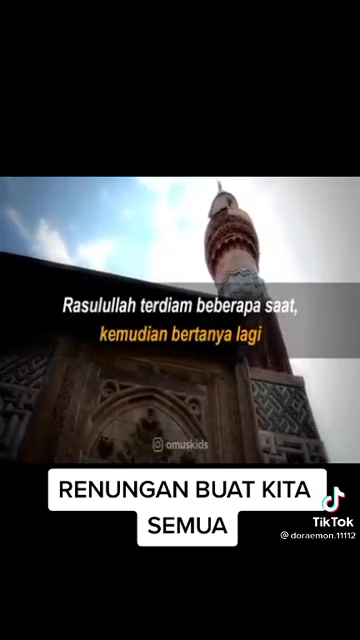 Rasulullah terdiam beberapa saat,
kemudian bertanya lagi
omuskids
RENUNGAN BUAT KITA
SEMUA
TikTok
@doraemon.11112